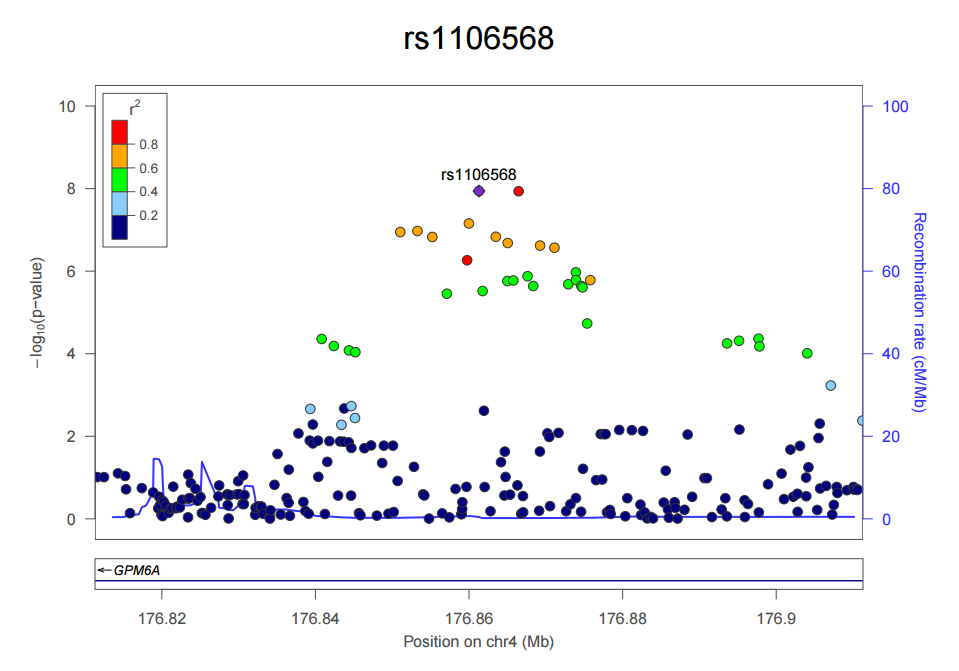 rs1106568
r2
0.8
0.6
0.4
0.2
rs1106568
10
8
6
4
2
0
−log10(p−value)
100
80
60
40
20
0
Recombination rate (cM/Mb)
← GPM6A
176.82 176.84 176.86 176.88 176.9
Position on chr4 (Mb)